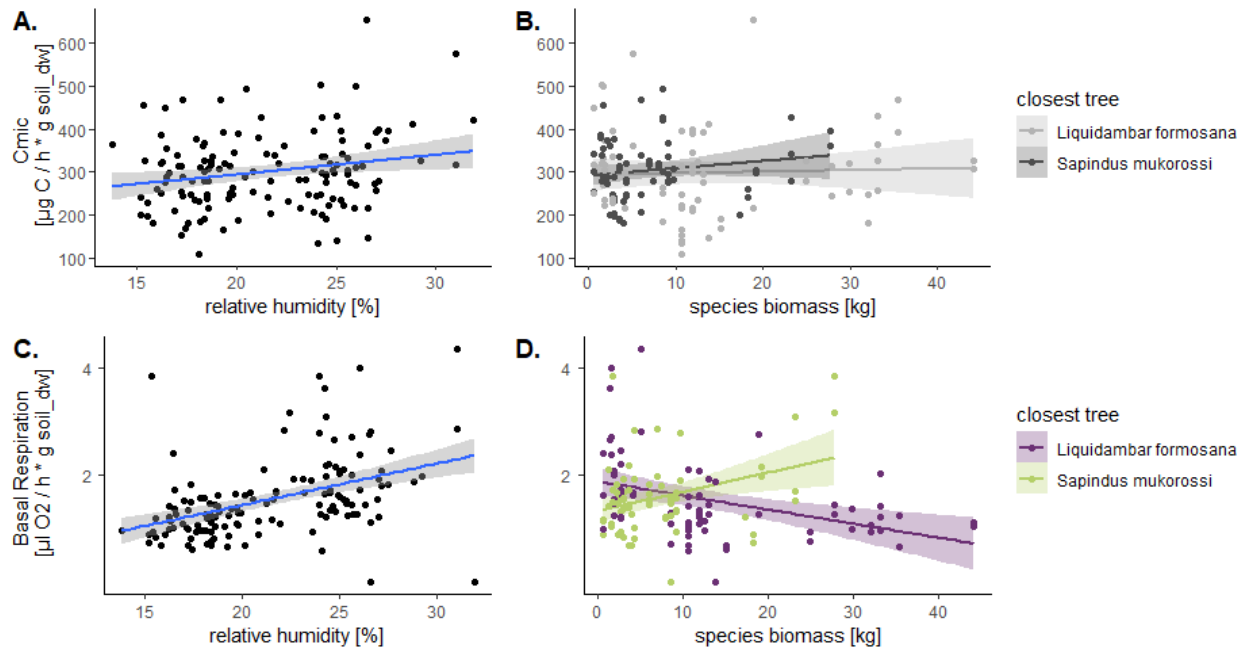 A.
600
500
400
300
200
100
Cmic
[µg C / h * g soil_dw]
15
20
25
30
relative humidity [%]
B.
600
500
400
300
200
100
0
10
20
30
40
species biomass [kg]
closest tree
Liquidambar formosana
Sapindus mukorossi
C.
4
2
Basal Respiration
[µl O2 / h * g soil_dw]
15
20
25
30
relative humidity [%]
D.
4
2
0
10
20
30
40
species biomass [kg]
closest tree
Liquidambar formosana
Sapindus mukorossi